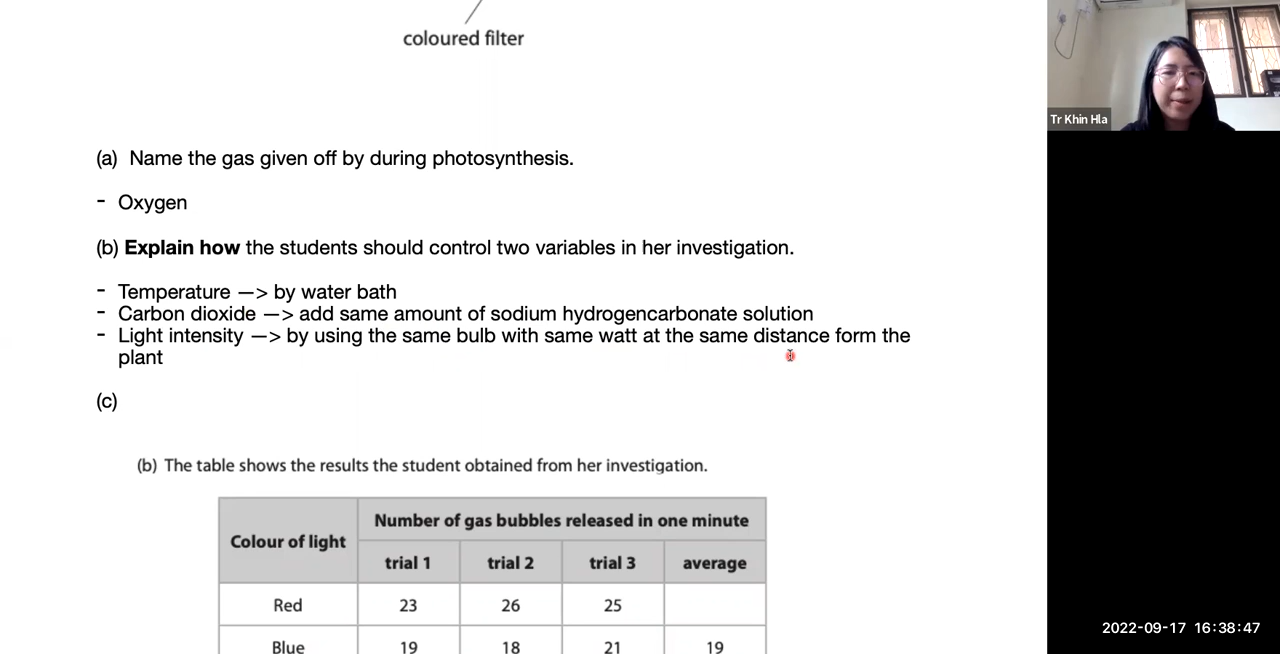 coloured filter
Tr Khin Hla
(a) Name the gas given off by during photosynthesis.
- Oxygen
(b) Explain how the students should control two variables in her investigation.
- Temperature —> by water bath
- Carbon dioxide —> add same amount of sodium hydrogencarbonate solution
- Light intensity —> by using the same bulb with same watt at the same distance form the
plant
(c)
(b) The table shows the results the student obtained from her investigation.
Colour of light
Number of gas bubbles released in one minute
trial 1 trial 2 trial 3 average
Red 23 26 25
Blue 19 18 21 19
2022-09-17 16:38:47